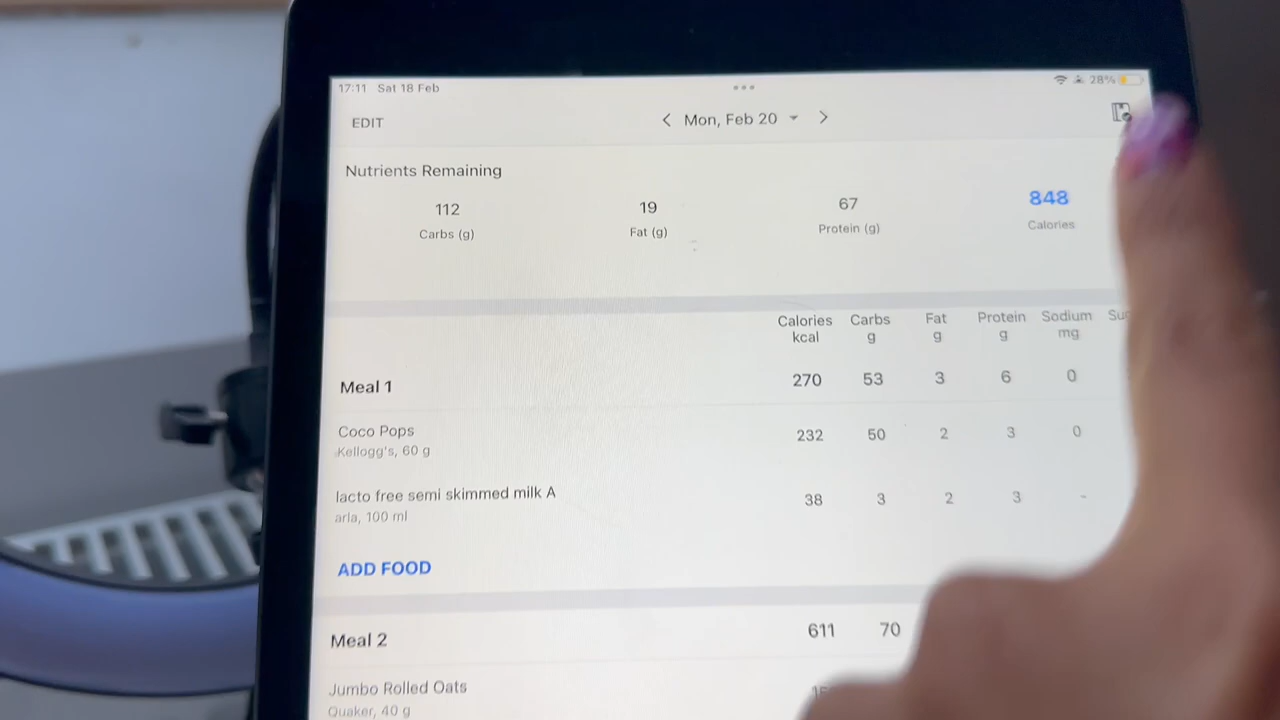 17:11 Sat 18 Feb
28%
EDIT
Mon, Feb 20
Nutrients Remaining
112 19 67 848
Carbs (g) Fat (g) Protein (g) Calories
Calories Carbs Fat Protein Sodium
kcal g g g mg
Meal 1 270 53 3 6 0
Coco Pops 232 50 2 3 0
Kellogg's, 60 g
lacto free semi skimmed milk A 38 3 2 3 -
arla, 100 ml
ADD FOOD
Meal 2 611 70
Jumbo Rolled Oats
Quaker, 40 g